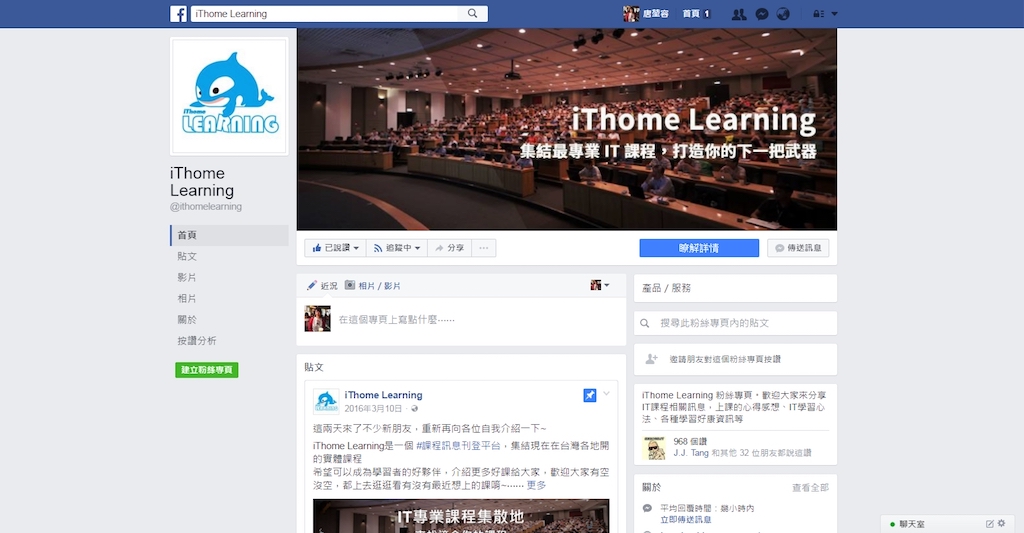 iThome Learning
唐瑩容 首頁 1
iThome
LEARNING
iThome Learning
集結最專業 IT 課程，打造你的下一把武器
iThome
Learning
@ithomelearning
首頁
貼文
影片
相片
關於
按讚分析
建立粉絲專頁
已說讚 追蹤中 分享 ...
瞭解詳情 傳送訊息
近況 相片 / 影片
在這個專頁上寫點什麼......
貼文
iThome Learning
2016年3月10日 ·
這兩天來了不少新朋友，重新再向各位自我介紹一下~
iThome Learning是一個 #課程訊息刊登平台，集結現在在台灣各地開
的實體課程
希望可以成為學習者的好夥伴，介紹更多好課給大家，歡迎大家有空
沒空，都上去逛逛看有沒有最近想上的課唷~...... 更多
IT專業課程集散地
產品 / 服務
搜尋此粉絲專頁內的貼文
邀請朋友對這個粉絲專頁按讚
iThome Learning 粉絲專頁。歡迎大家來分享
IT課程相關訊息，上課的心得感想、IT學習心
法、各種學習好康資訊等
968 個讚
J.J. Tang 和其他 32 位朋友都說這讚
關於 查看全部
平均回覆時間：幾小時內
立即傳送訊息
聊天室